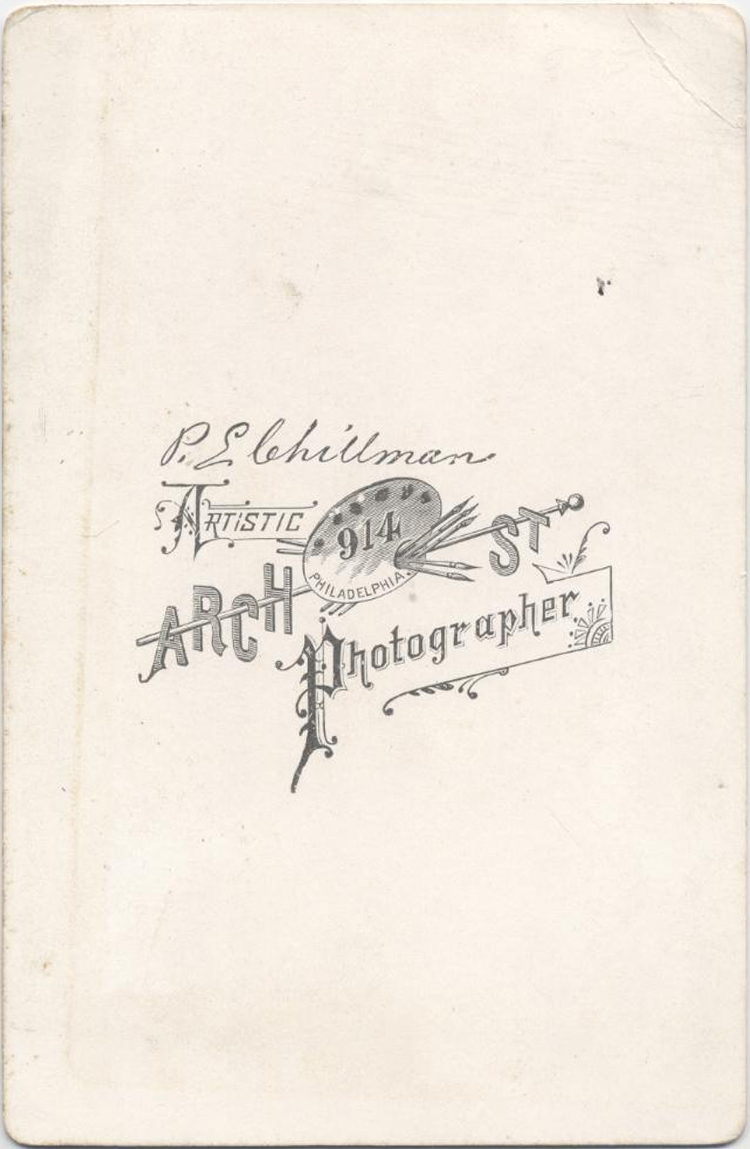 P. E. Chillman
ARTISTIC
914
PHILADELPHIA.
ARCH ST
Photographer